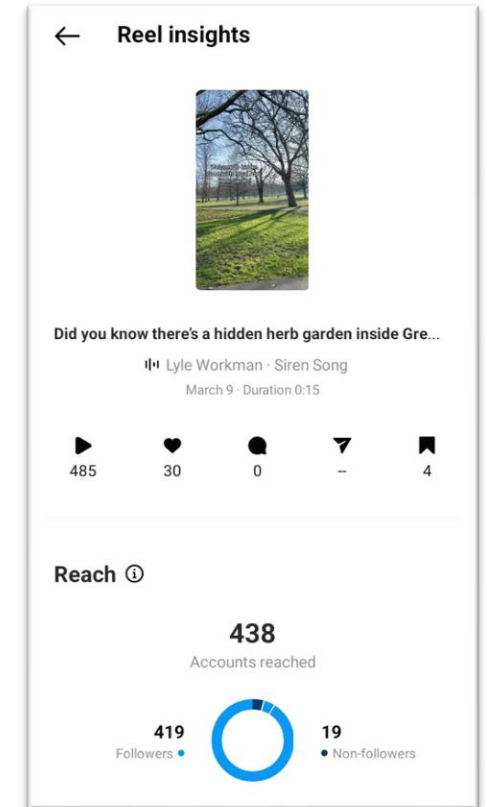 Reel insights
Did you know there's a hidden herb garden inside Gre...
Lyle Workman · Siren Song
March 9 · Duration 0:15
485 30 0 -- 4
Reach
438
Accounts reached
419 19
Followers Non-followers